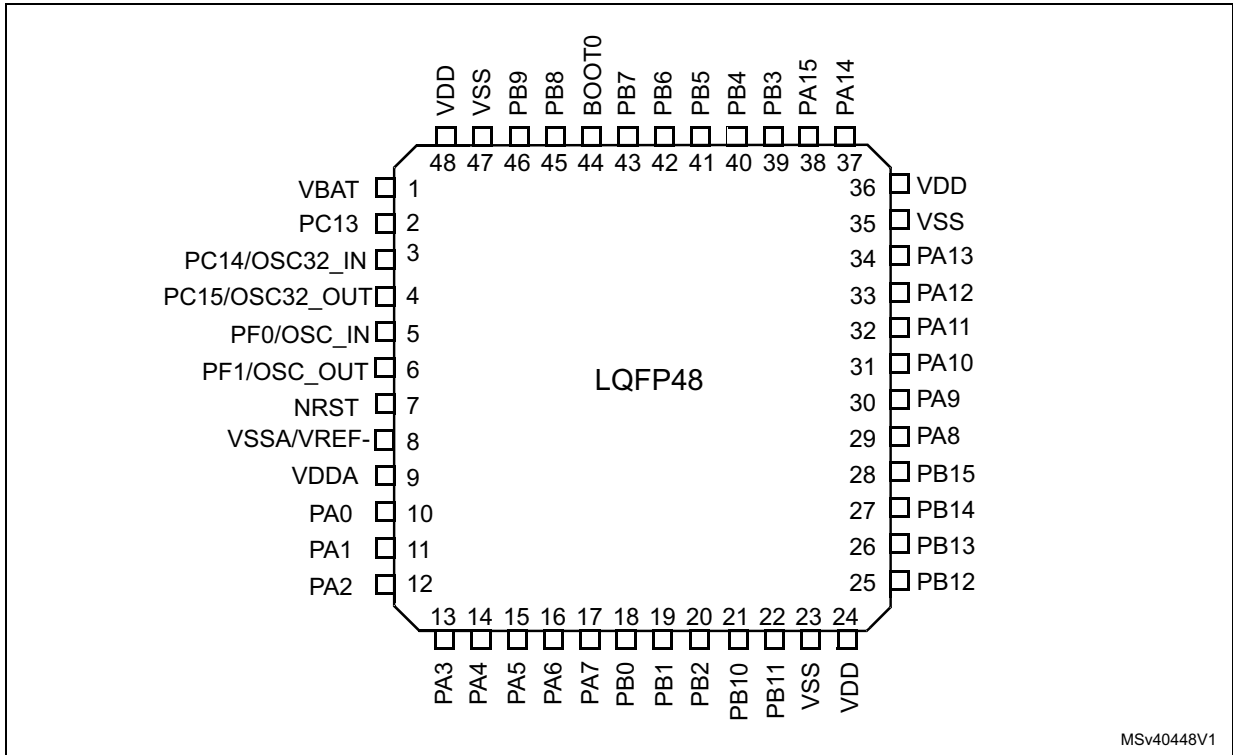 VDD
VSS
PB9
PB8
BOOT0
PB7
PB6
PB5
PB4
PB3
PA15
PA14
48 47 46 45 44 43 42 41 40 39 38 37
VBAT 1
PC13 2
PC14/OSC32_IN 3
PC15/OSC32_OUT 4
PF0/OSC_IN 5
PF1/OSC_OUT 6
NRST 7
VSSA/VREF- 8
VDDA 9
PA0 10
PA1 11
PA2 12
LQFP48
36 VDD
35 VSS
34 PA13
33 PA12
32 PA11
31 PA10
30 PA9
29 PA8
28 PB15
27 PB14
26 PB13
25 PB12
13 14 15 16 17 18 19 20 21 22 23 24
PA3
PA4
PA5
PA6
PA7
PB0
PB1
PB2
PB10
PB11
VSS
VDD
MSv40448V1